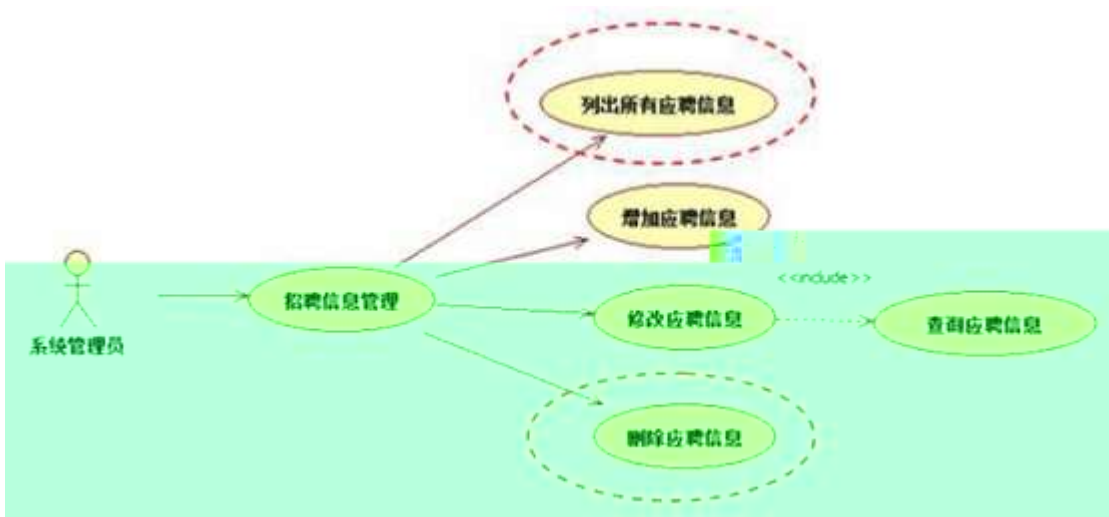 列出所有应聘信息
增加应聘信息
<<include>>
招聘信息管理
修改应聘信息
查询应聘信息
系统管理员
删除应聘信息